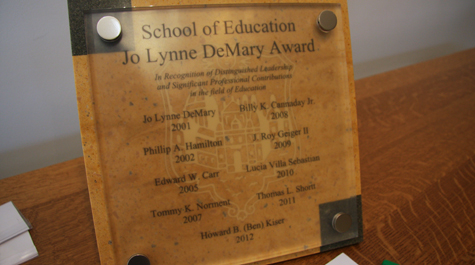 School of Education
Jo Lynne DeMary Award
In Recognition of Distinguished Leadership
and Significant Professional Contributions
in the field of Education
Jo Lynne DeMary
2001
Billy K. Cannaday Jr.
2008
Phillip A. Hamilton
2002
J. Roy Geiger II
2009
Edward W. Carr
2005
Lucia Villa Sebastian
2010
Tommy K. Norment
2007
Thomas L. Shortt
2011
Howard B. (Ben) Kiser
2012